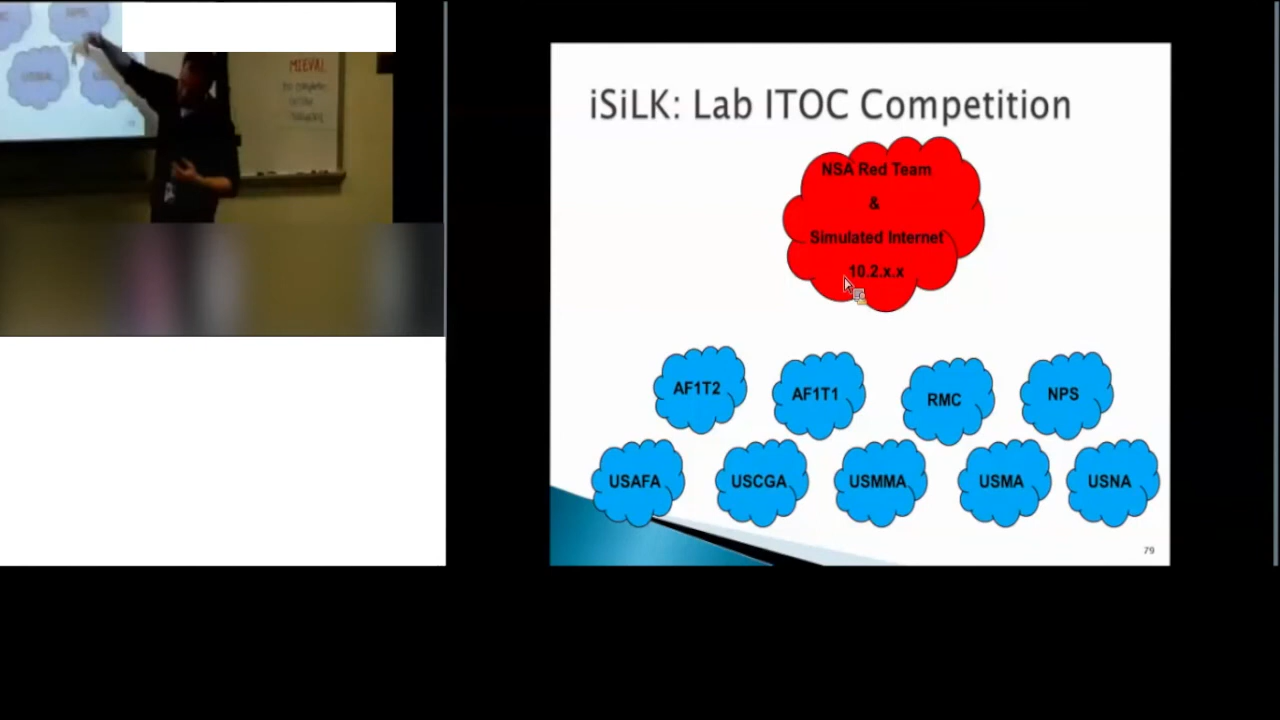 iSiLK: Lab ITOC Competition
NSA Red Team
&
Simulated Internet
10.2.x.x
AF1T2
AF1T1
RMC
NPS
USAFA
USCGA
USMMA
USMA
USNA
79